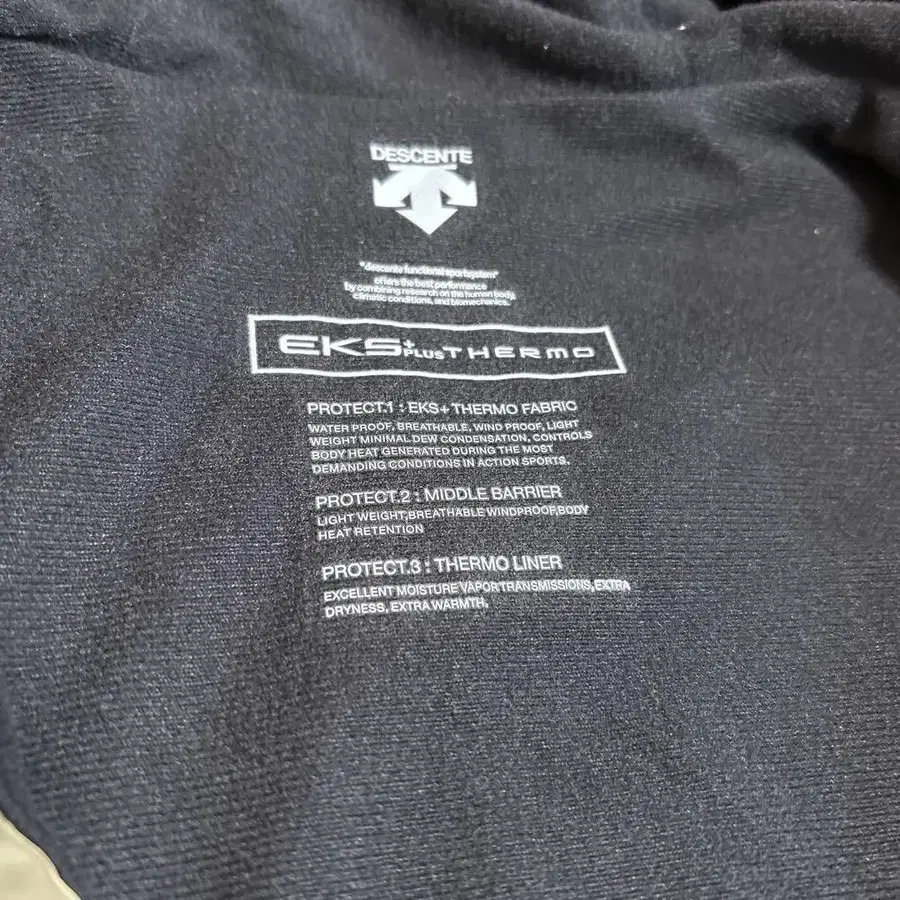 DESCENTE
"descente functional sportsystem"
offers the best performance
by combining research on the human body,
climatic conditions, and biomechanics.
EKS+ PLUS THERMO
PROTECT.1 : EKS+ THERMO FABRIC
WATER PROOF, BREATHABLE, WIND PROOF, LIGHT
WEIGHT MINIMAL DEW CONDENSATION, CONTROLS
BODY HEAT GENERATED DURING THE MOST
DEMANDING CONDITIONS IN ACTION SPORTS.
PROTECT.2 : MIDDLE BARRIER
LIGHT WEIGHT,BREATHABLE WINDPROOF,BODY
HEAT RETENTION
PROTECT.3 : THERMO LINER
EXCELLENT MOISTURE VAPOR TRANSMISSIONS,EXTRA
DRYNESS, EXTRA WARMTH.